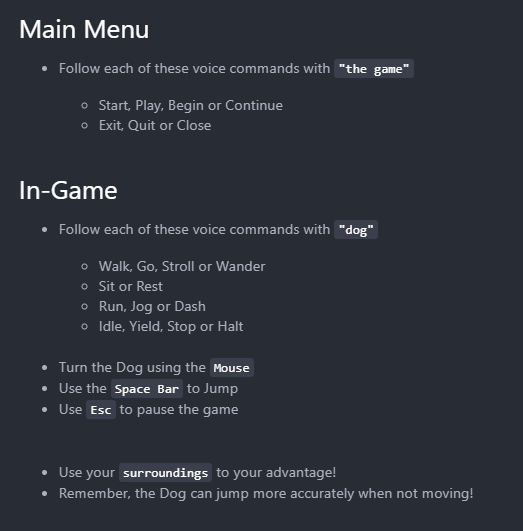 Main Menu
Follow each of these voice commands with "the game"
Start, Play, Begin or Continue
Exit, Quit or Close
In-Game
Follow each of these voice commands with "dog"
Walk, Go, Stroll or Wander
Sit or Rest
Run, Jog or Dash
Idle, Yield, Stop or Halt
Turn the Dog using the Mouse
Use the Space Bar to Jump
Use Esc to pause the game
Use your surroundings to your advantage!
Remember, the Dog can jump more accurately when not moving!